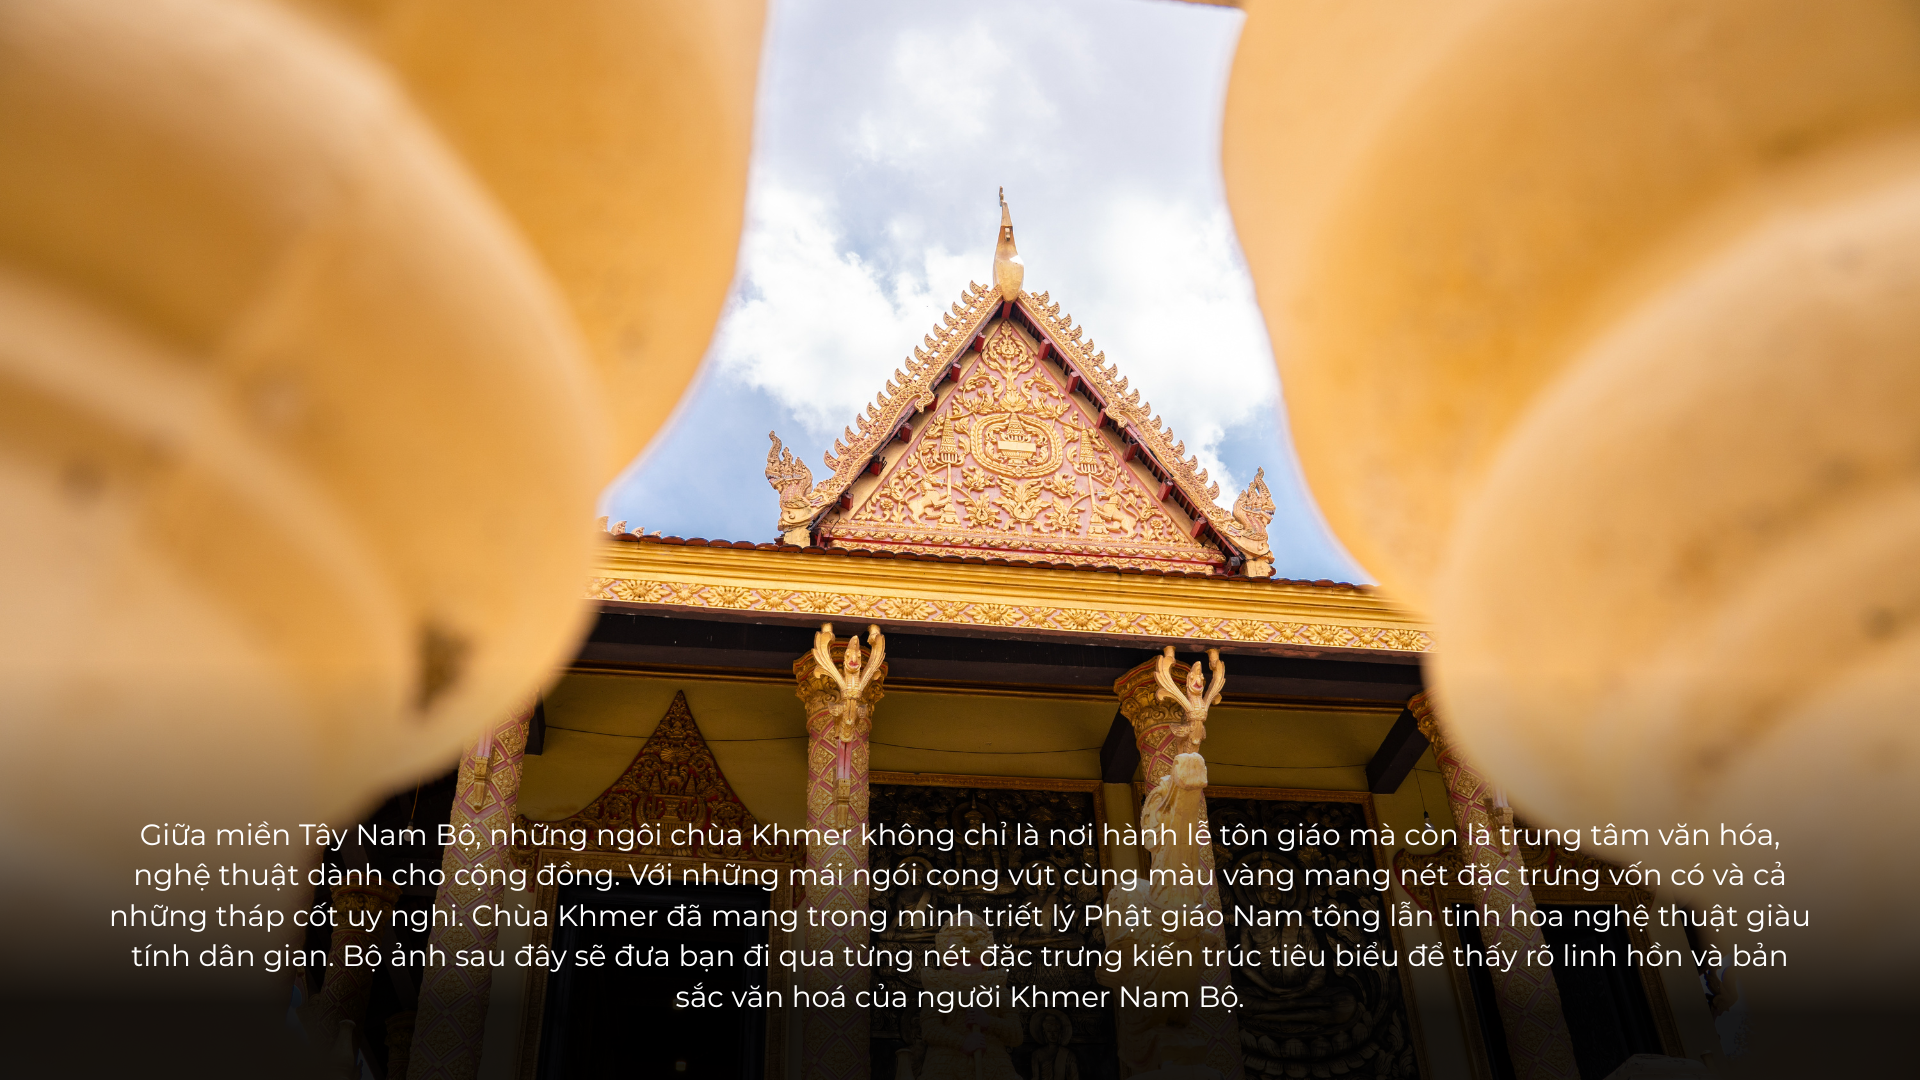 Giữa miền Tây Nam Bộ, những ngôi chùa Khmer không chỉ là nơi hành lễ tôn giáo mà còn là trung tâm văn hóa,
nghệ thuật dành cho cộng đồng. Với những mái ngói cong vút cùng màu vàng mang nét đặc trưng vốn có và cả
những tháp cốt uy nghi. Chùa Khmer đã mang trong mình triết lý Phật giáo Nam tông lẫn tinh hoa nghệ thuật giàu
tính dân gian. Bộ ảnh sau đây sẽ đưa bạn đi qua từng nét đặc trưng kiến trúc tiêu biểu để thấy rõ linh hồn và bản
sắc văn hoá của người Khmer Nam Bộ.